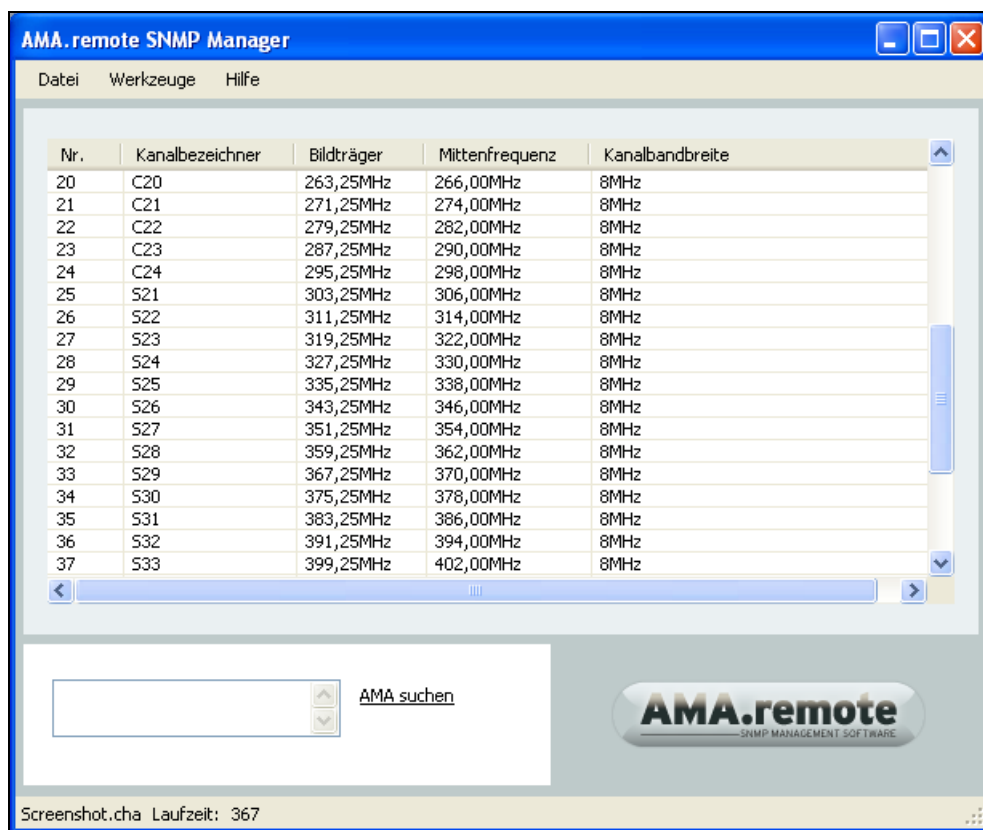 AMA.remote SNMP Manager
Datei Werkzeuge Hilfe
Nr. Kanalbezeichner Bildträger Mittenfrequenz Kanalbandbreite
20 C20 263,25MHz 266,00MHz 8MHz
21 C21 271,25MHz 274,00MHz 8MHz
22 C22 279,25MHz 282,00MHz 8MHz
23 C23 287,25MHz 290,00MHz 8MHz
24 C24 295,25MHz 298,00MHz 8MHz
25 S21 303,25MHz 306,00MHz 8MHz
26 S22 311,25MHz 314,00MHz 8MHz
27 S23 319,25MHz 322,00MHz 8MHz
28 S24 327,25MHz 330,00MHz 8MHz
29 S25 335,25MHz 338,00MHz 8MHz
30 S26 343,25MHz 346,00MHz 8MHz
31 S27 351,25MHz 354,00MHz 8MHz
32 S28 359,25MHz 362,00MHz 8MHz
33 S29 367,25MHz 370,00MHz 8MHz
34 S30 375,25MHz 378,00MHz 8MHz
35 S31 383,25MHz 386,00MHz 8MHz
36 S32 391,25MHz 394,00MHz 8MHz
37 S33 399,25MHz 402,00MHz 8MHz
AMA suchen
AMA.remote
SNMP MANAGEMENT SOFTWARE
Screenshot.cha Laufzeit: 367